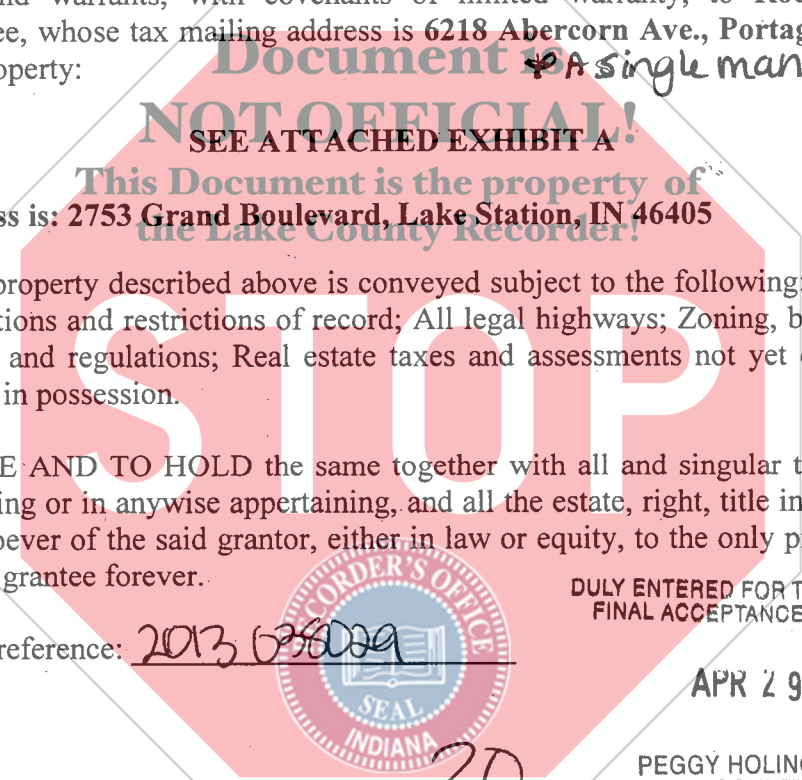 and warrants, with covenants of limited warranty, to
ee, whose tax mailing address is 6218 Abercorn Ave., Portag
operty:
* A single man
Document is
NOT OFFICIAL!
SEE ATTACHED EXHIBIT A
This Document is the property of
the Lake County Recorder!
ss is: 2753 Grand Boulevard, Lake Station, IN 46405
property described above is conveyed subject to the following:
tions and restrictions of record; All legal highways; Zoning, b
and regulations; Real estate taxes and assessments not yet
in possession.
STOP
E AND TO HOLD the same together with all and singular t
ing or in anywise appertaining, and all the estate, right, title in
oever of the said grantor, either in law or equity, to the only p
grantee forever.
DULY ENTERED FOR T
FINAL ACCEPTANCE
reference: 2013 028029
RECORDER'S OFFICE
SEAL
INDIANA
APR 29
20
PEGGY HOLING